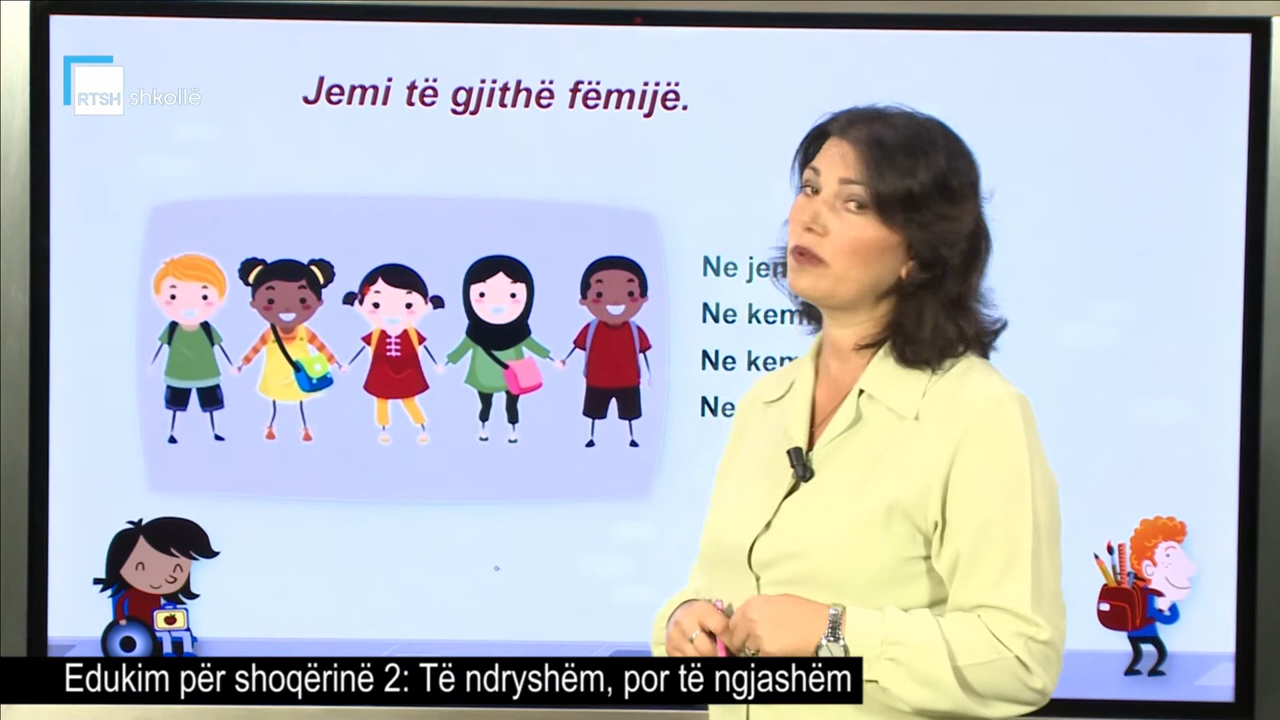 RTSH shkollë
Jemi të gjithë fëmijë.
Ne
Ne
Ne
Ne
Edukim për shoqërinë 2: Të ndryshëm, por të ngjashëm